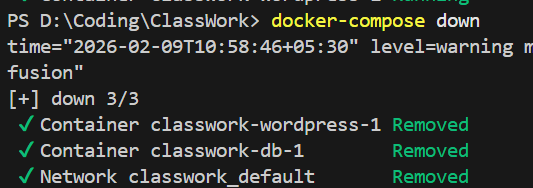 PS D:\Coding\ClassWork> docker-compose down
time="2026-02-09T10:58:46+05:30" level=warning m
fusion"
[+] down 3/3
✓ Container classwork-wordpress-1 Removed
✓ Container classwork-db-1 Removed
✓ Network classwork_default Removed